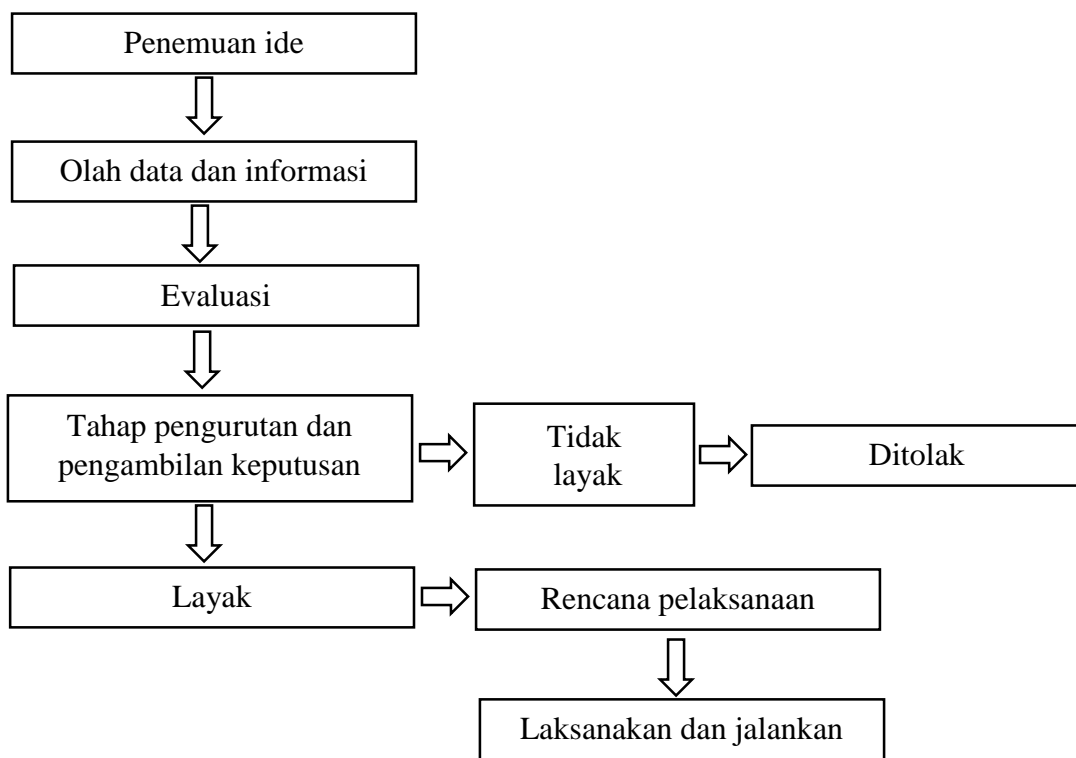 Penemuan ide
Olah data dan informasi
Evaluasi
Tahap pengurutan dan
pengambilan keputusan
Tidak
layak
Ditolak
Layak
Rencana pelaksanaan
Laksanakan dan jalankan